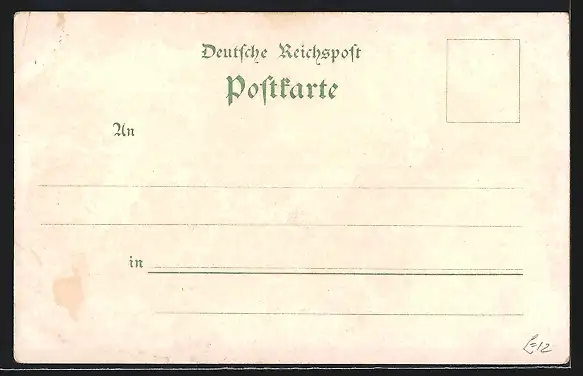 Deutsche Reichspost
Postkarte
An
in